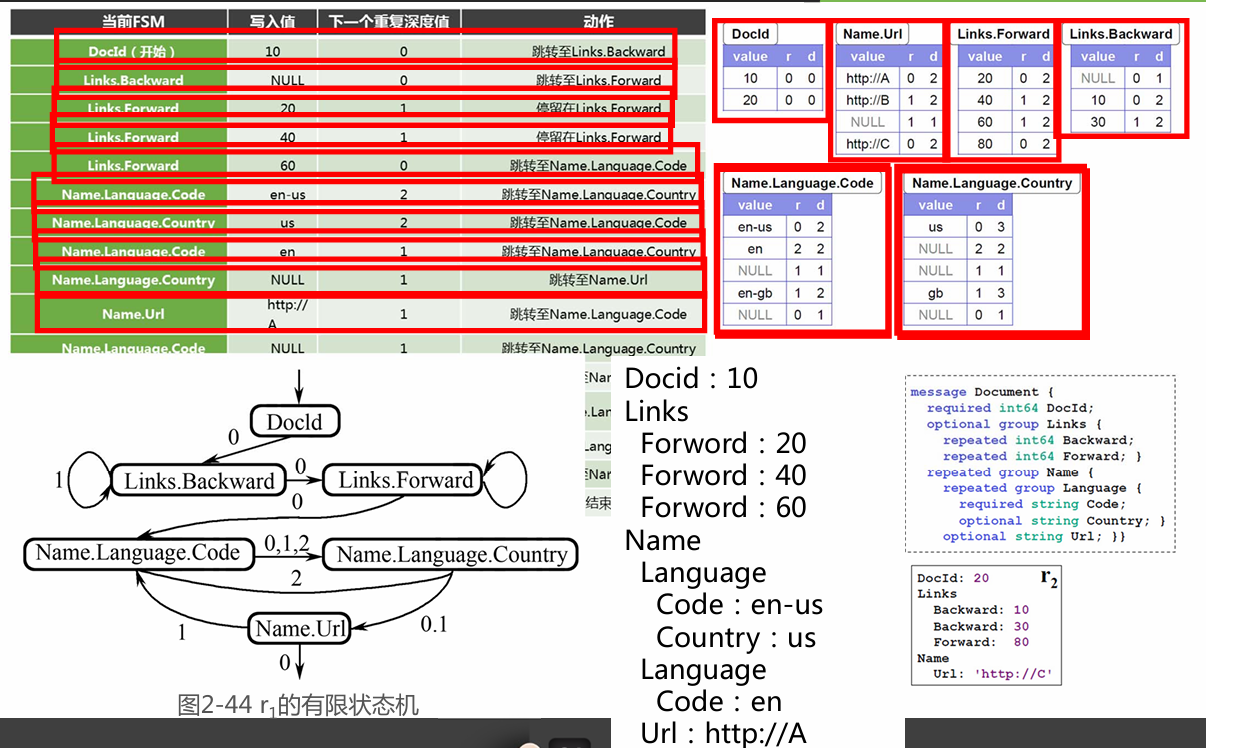 当前FSM 写入值 下一个重复深度值 动作
DocId（开始） 10 0 跳转至Links.Backward
Links.Backward NULL 0 跳转至Links.Forward
Links.Forward 20 1 停留在Links.Forward
Links.Forward 40 1 停留在Links.Forward
Links.Forward 60 0 跳转至Name.Language.Code
Name.Language.Code en-us 2 跳转至Name.Language.Country
Name.Language.Country us 2 跳转至Name.Language.Code
Name.Language.Code en 1 跳转至Name.Language.Country
Name.Language.Country NULL 1 跳转至Name.Url
Name.Url http://A 1 跳转至Name.Language.Code
Name.Language.Code NULL 1 跳转至Name.Language.Country
DocId
value r d
10 0 0
20 0 0
Name.Url
value r d
http://A 0 2
http://B 1 2
NULL 1 1
http://C 0 2
Links.Forward
value r d
20 0 2
40 1 2
60 1 2
80 0 2
Links.Backward
value r d
NULL 0 1
10 0 2
30 1 2
Name.Language.Code
value r d
en-us 0 2
en 2 2
NULL 1 1
en-gb 1 2
NULL 0 1
Name.Language.Country
value r d
us 0 3
NULL 2 2
NULL 1 1
gb 1 3
NULL 0 1
DocId
0
1 Links.Backward 0 Links.Forward
0
Name.Language.Code 0,1,2 Name.Language.Country
2
1 Name.Url 0.1
0
图2-44 r1的有限状态机
结束
Docid：10
Links
Forword：20
Forword：40
Forword：60
Name
Language
Code：en-us
Country：us
Language
Code：en
Url：http://A
message Document {
required int64 DocId;
optional group Links {
repeated int64 Backward;
repeated int64 Forward; }
repeated group Name {
repeated group Language {
required string Code;
optional string Country; }
optional string Url; }}
DocId: 20 r2
Links
Backward: 10
Backward: 30
Forward: 80
Name
Url: 'http://C'